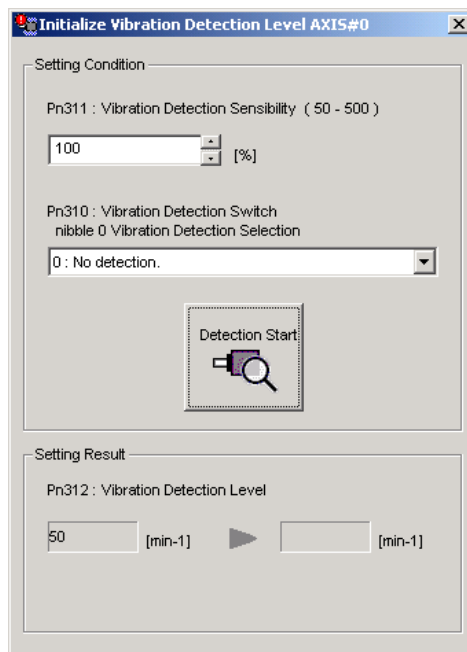 Initialize Vibration Detection Level AXIS#0
Setting Condition
Pn311 : Vibration Detection Sensibility ( 50 - 500 )
100 [%]
Pn310 : Vibration Detection Switch
nibble 0 Vibration Detection Selection
0 : No detection.
Detection Start
Setting Result
Pn312 : Vibration Detection Level
50 [min-1] [min-1]